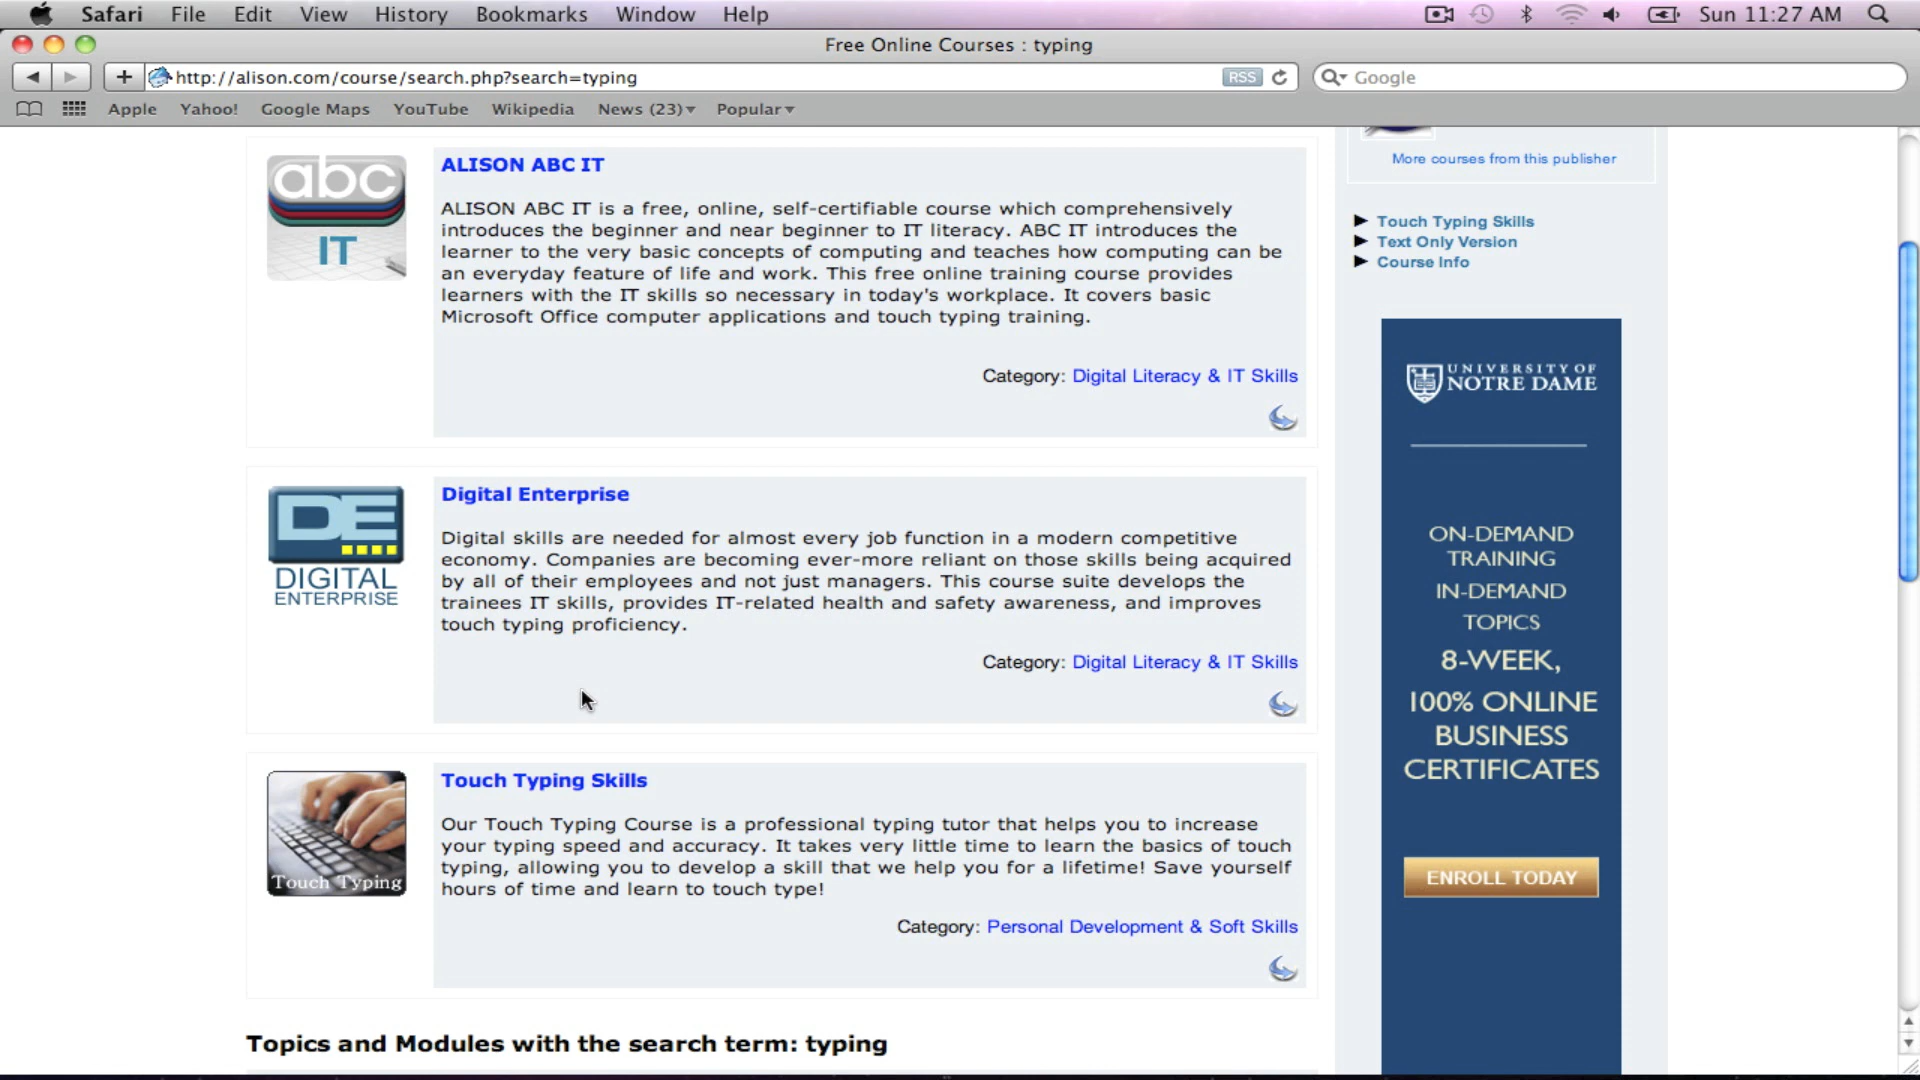 Safari File Edit View History Bookmarks Window Help Sun 11:27 AM
Free Online Courses : typing
http://alison.com/course/search.php?search=typing RSS Google
Apple Yahoo! Google Maps YouTube Wikipedia News (23) Popular
abc
IT
ALISON ABC IT
ALISON ABC IT is a free, online, self-certifiable course which comprehensively
introduces the beginner and near beginner to IT literacy. ABC IT introduces the
learner to the very basic concepts of computing and teaches how computing can be
an everyday feature of life and work. This free online training course provides
learners with the IT skills so necessary in today's workplace. It covers basic
Microsoft Office computer applications and touch typing training.
Category: Digital Literacy & IT Skills
DE
DIGITAL
ENTERPRISE
Digital Enterprise
Digital skills are needed for almost every job function in a modern competitive
economy. Companies are becoming ever-more reliant on those skills being acquired
by all of their employees and not just managers. This course suite develops the
trainees IT skills, provides IT-related health and safety awareness, and improves
touch typing proficiency.
Category: Digital Literacy & IT Skills
Touch Typing
Touch Typing Skills
Our Touch Typing Course is a professional typing tutor that helps you to increase
your typing speed and accuracy. It takes very little time to learn the basics of touch
typing, allowing you to develop a skill that we help you for a lifetime! Save yourself
hours of time and learn to touch type!
Category: Personal Development & Soft Skills
Topics and Modules with the search term: typing
More courses from this publisher
Touch Typing Skills
Text Only Version
Course Info
UNIVERSITY OF
NOTRE DAME
ON-DEMAND
TRAINING
IN-DEMAND
TOPICS
8-WEEK,
100% ONLINE
BUSINESS
CERTIFICATES
ENROLL TODAY